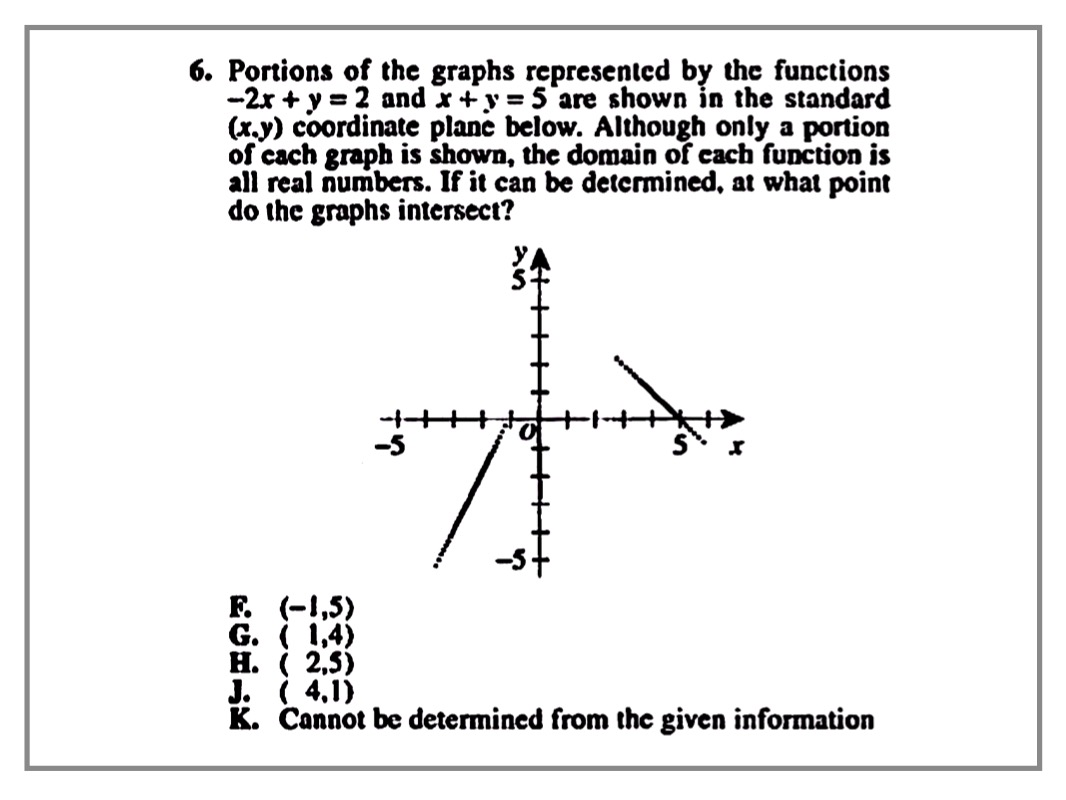 6. Portions of the graphs represented by the functions
−2x + y = 2 and x + y = 5 are shown in the standard
(x,y) coordinate plane below. Although only a portion
of each graph is shown, the domain of each function is
all real numbers. If it can be determined, at what point
do the graphs intersect?
y
5
O
−5
5
x
−5
F. (−1,5)
G. ( 1,4)
H. ( 2,5)
J. ( 4,1)
K. Cannot be determined from the given information